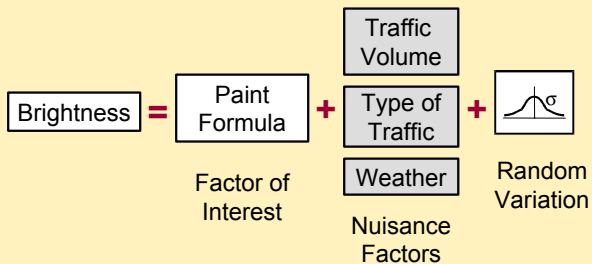 Traffic
Volume
Brightness = Paint
Formula + Type of
Traffic + σ
Weather
Factor of
Interest
Nuisance
Factors
Random
Variation